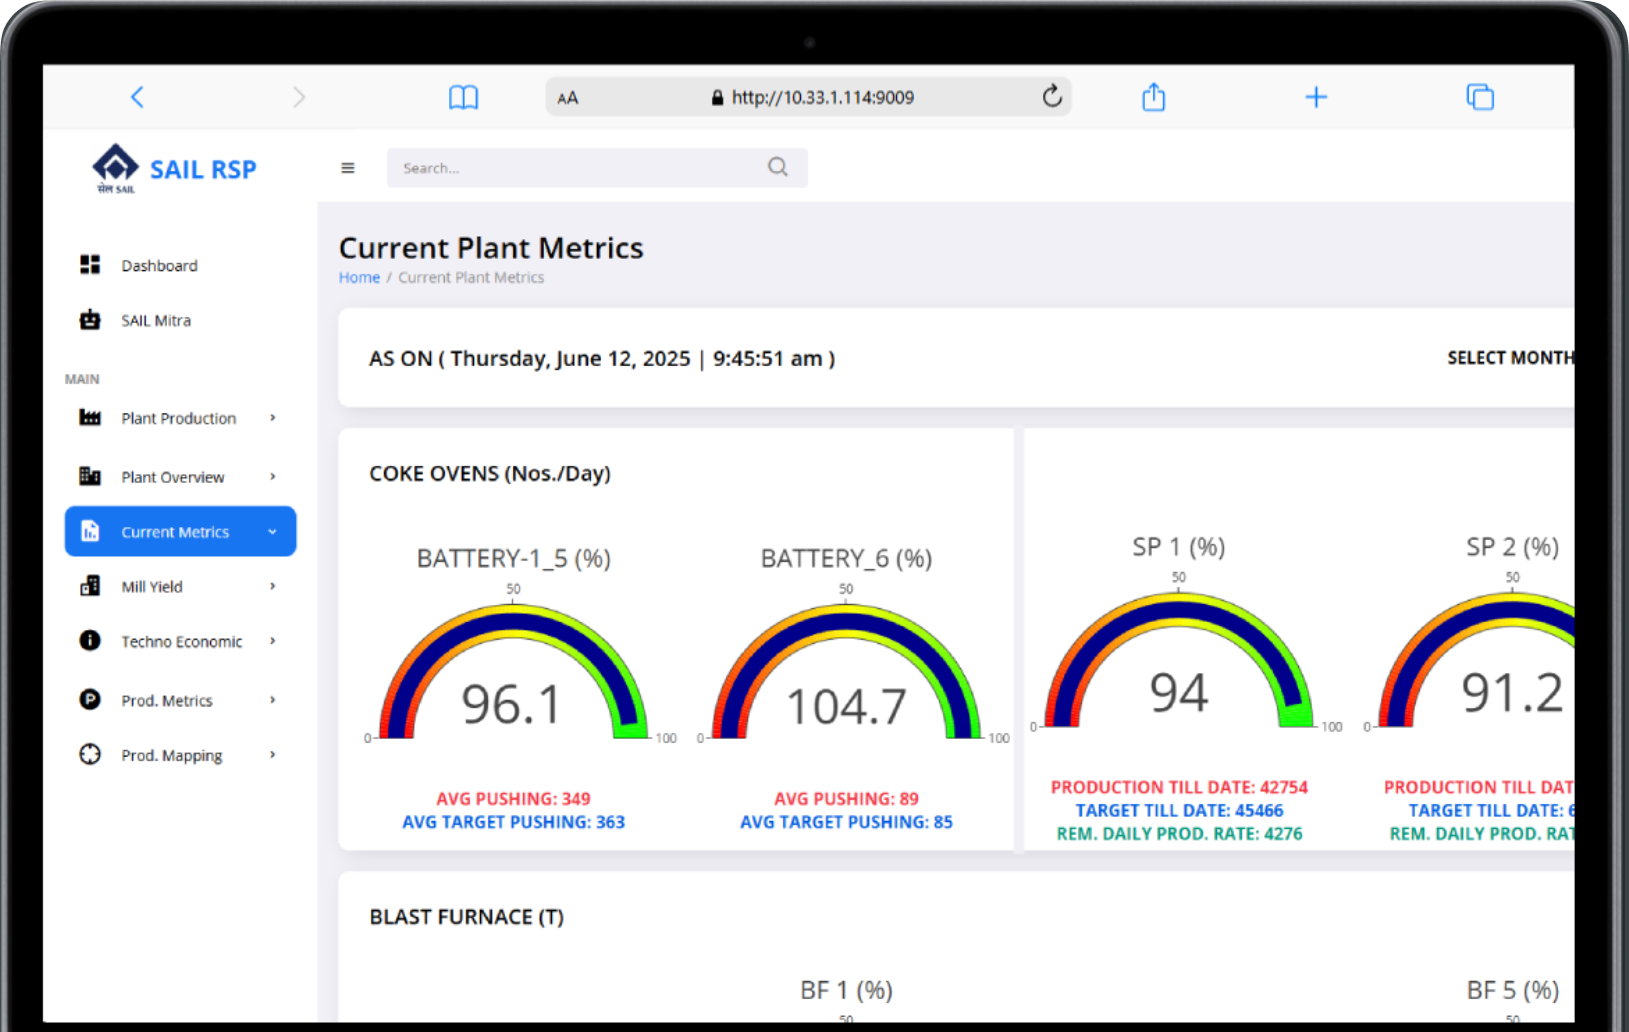 AA
http://10.33.1.114:9009
सेल SAIL
SAIL RSP
Search...
Dashboard
SAIL Mitra
MAIN
Plant Production
Plant Overview
Current Metrics
Mill Yield
Techno Economic
Prod. Metrics
Prod. Mapping
Current Plant Metrics
Home / Current Plant Metrics
AS ON ( Thursday, June 12, 2025 | 9:45:51 am )
SELECT MONTH
COKE OVENS (Nos./Day)
BATTERY-1_5 (%)
50
96.1
0
100
AVG PUSHING: 349
AVG TARGET PUSHING: 363
BATTERY_6 (%)
50
104.7
0
100
AVG PUSHING: 89
AVG TARGET PUSHING: 85
SP 1 (%)
50
94
0
100
PRODUCTION TILL DATE: 42754
TARGET TILL DATE: 45466
REM. DAILY PROD. RATE: 4276
SP 2 (%)
50
91.2
0
PRODUCTION TILL DAT
TARGET TILL DATE: 6
REM. DAILY PROD. RAT
BLAST FURNACE (T)
BF 1 (%)
50
BF 5 (%)
50